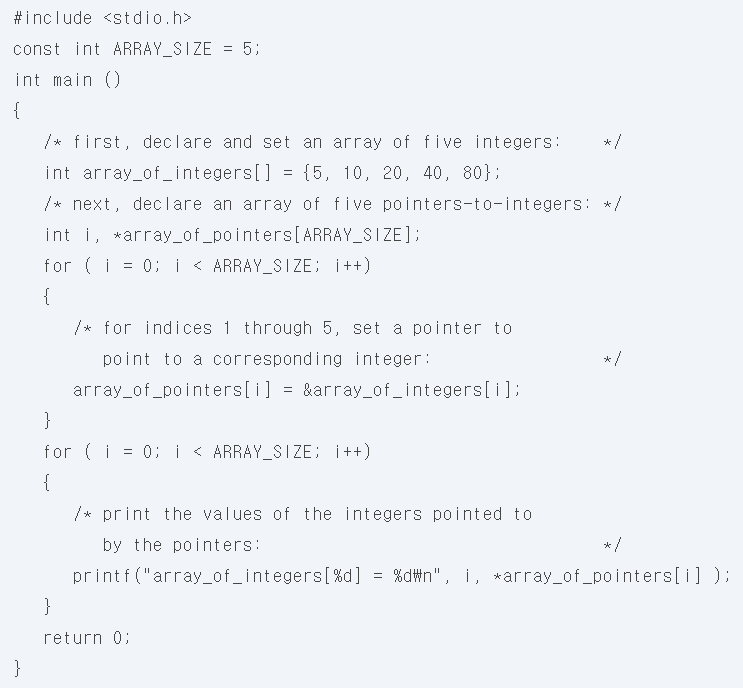 #include <stdio.h>
const int ARRAY_SIZE = 5;
int main ()
{
   /* first, declare and set an array of five integers:    */
   int array_of_integers[] = {5, 10, 20, 40, 80};
   /* next, declare an array of five pointers-to-integers: */
   int i, *array_of_pointers[ARRAY_SIZE];
   for ( i = 0; i < ARRAY_SIZE; i++)
   {
      /* for indices 1 through 5, set a pointer to
         point to a corresponding integer:                 */
      array_of_pointers[i] = &array_of_integers[i];
   }
   for ( i = 0; i < ARRAY_SIZE; i++)
   {
      /* print the values of the integers pointed to
         by the pointers:                                  */
      printf("array_of_integers[%d] = %d₩n", i, *array_of_pointers[i] );
   }
   return 0;
}